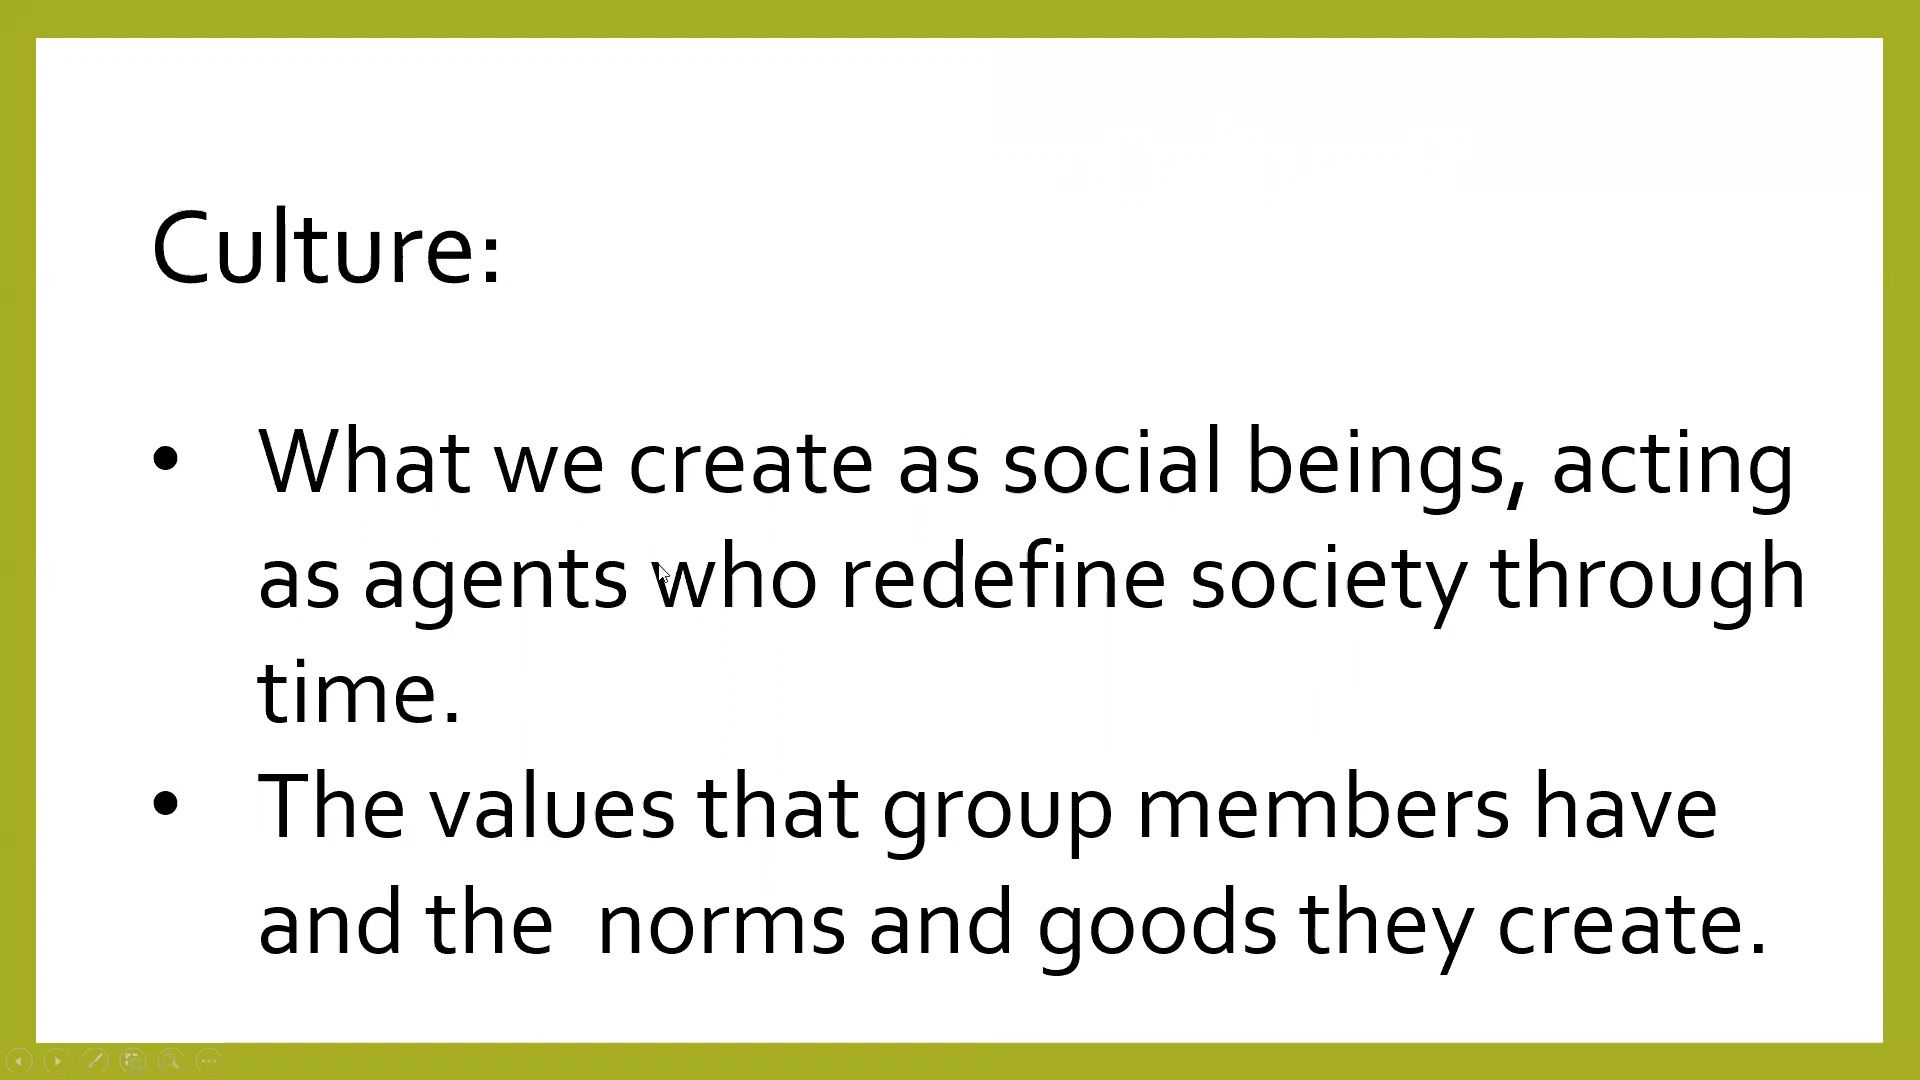 Culture:
• What we create as social beings, acting
as agents who redefine society through
time.
• The values that group members have
and the  norms and goods they create.